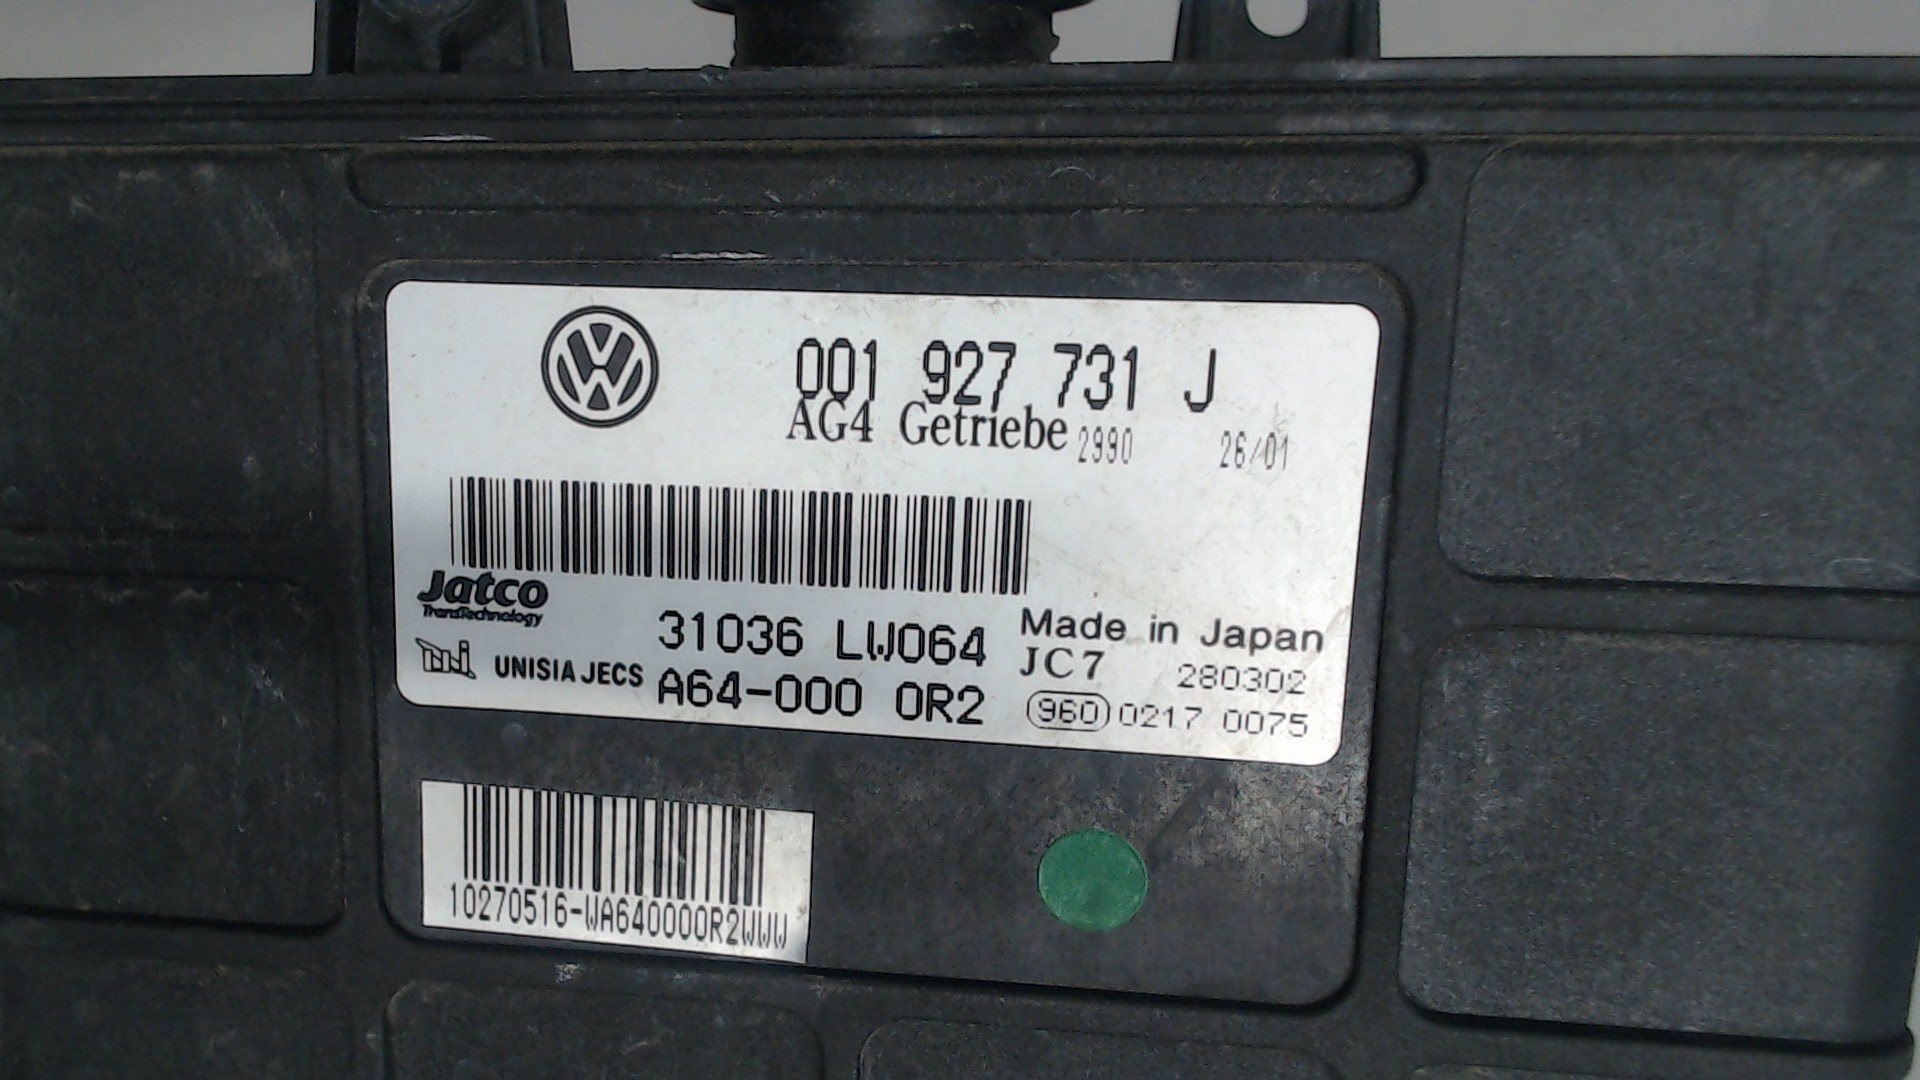 001 927 731 J
AG4 Getriebe 2990 26/01
Jatco
TransTechnology
31036 LW064
Made in Japan
JC7 280302
UNISIA JECS
A64-000 0R2
960 0217 0075
10270516-WA640000R2WWW